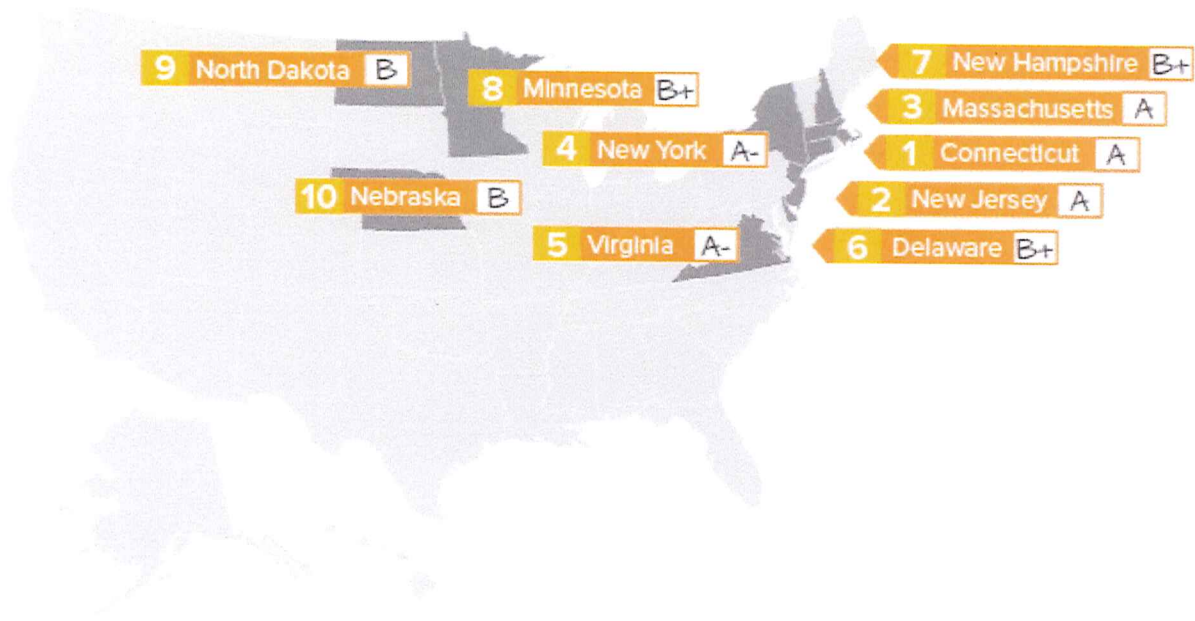 9 North Dakota B
8 Minnesota B+
7 New Hampshire B+
3 Massachusetts A
4 New York A-
1 Connecticut A
10 Nebraska B
2 New Jersey A
5 Virginia A-
6 Delaware B+